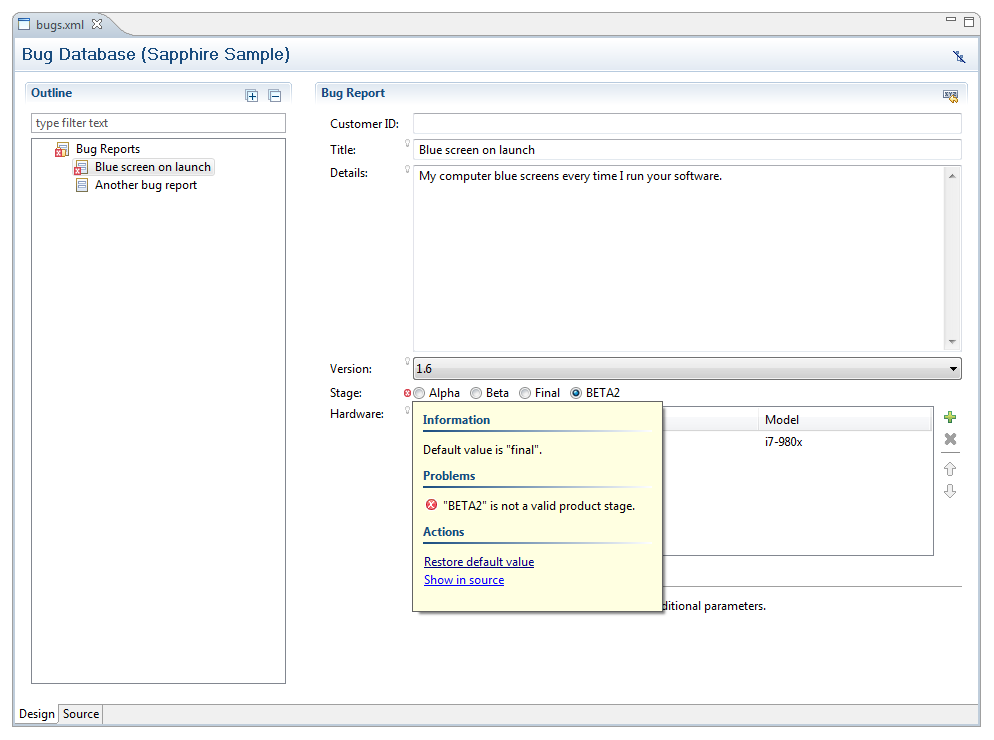 bugs.xml
Bug Database (Sapphire Sample)
Outline
type filter text
Bug Reports
Blue screen on launch
Another bug report
Bug Report
Customer ID:
Title: Blue screen on launch
Details: My computer blue screens every time I run your software.
Version: 1.6
Stage: Alpha Beta Final BETA2
Hardware: Model
i7-980x
Information
Default value is "final".
Problems
"BETA2" is not a valid product stage.
Actions
Restore default value
Show in source
ditional parameters.
Design Source